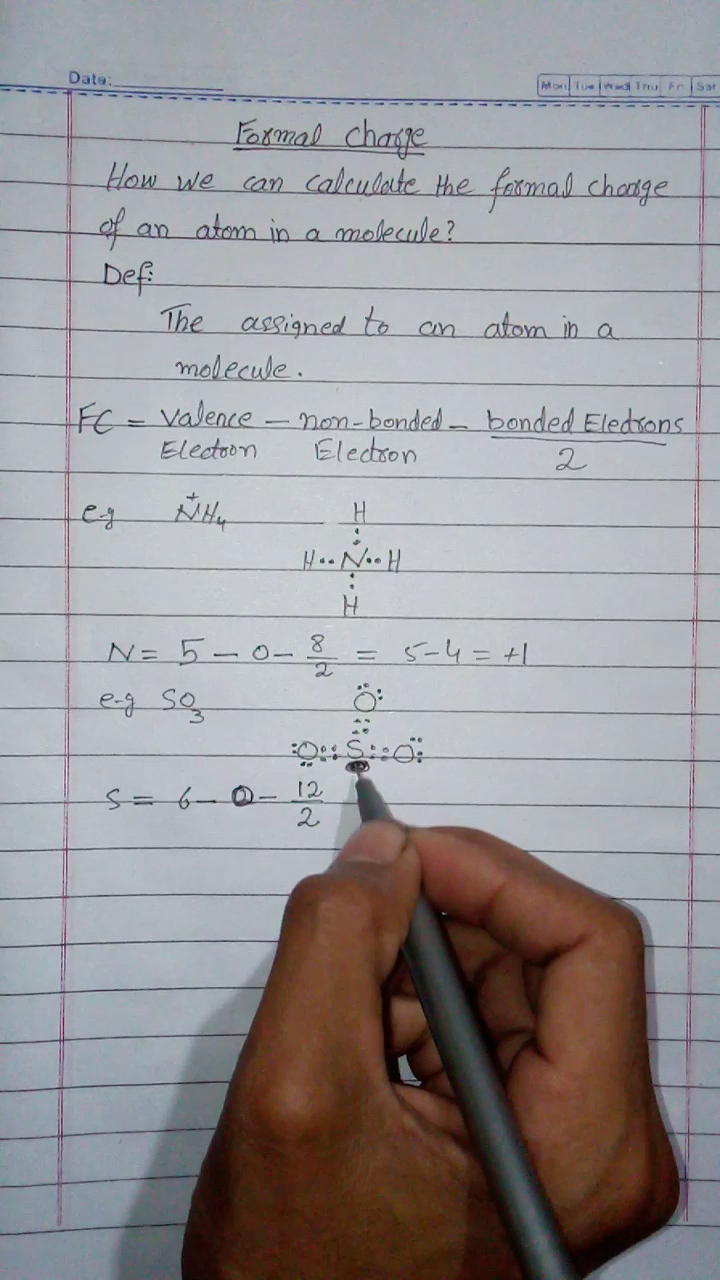 Date:
Mon Tue Wed Thu Fr Sat
Formal charge
How we can calculate the formal charge
of an atom in a molecule?
Def:
The assigned to an atom in a
molecule.
FC = Valence - non-bonded - bonded Electrons
Electron Electron 2
e-g N+H4 H
H··N··H
H
N = 5 - 0 - 8/2 = 5-4 = +1
e-g SO3 O
O::S::O
S = 6 - 0 - 12/2